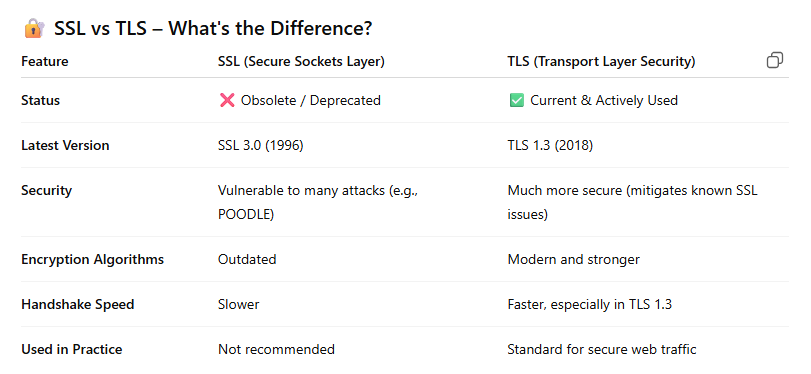 🔐 SSL vs TLS – What's the Difference?
Feature SSL (Secure Sockets Layer) TLS (Transport Layer Security)
Status ❌ Obsolete / Deprecated ✅ Current & Actively Used
Latest Version SSL 3.0 (1996) TLS 1.3 (2018)
Security Vulnerable to many attacks (e.g., POODLE) Much more secure (mitigates known SSL issues)
Encryption Algorithms Outdated Modern and stronger
Handshake Speed Slower Faster, especially in TLS 1.3
Used in Practice Not recommended Standard for secure web traffic